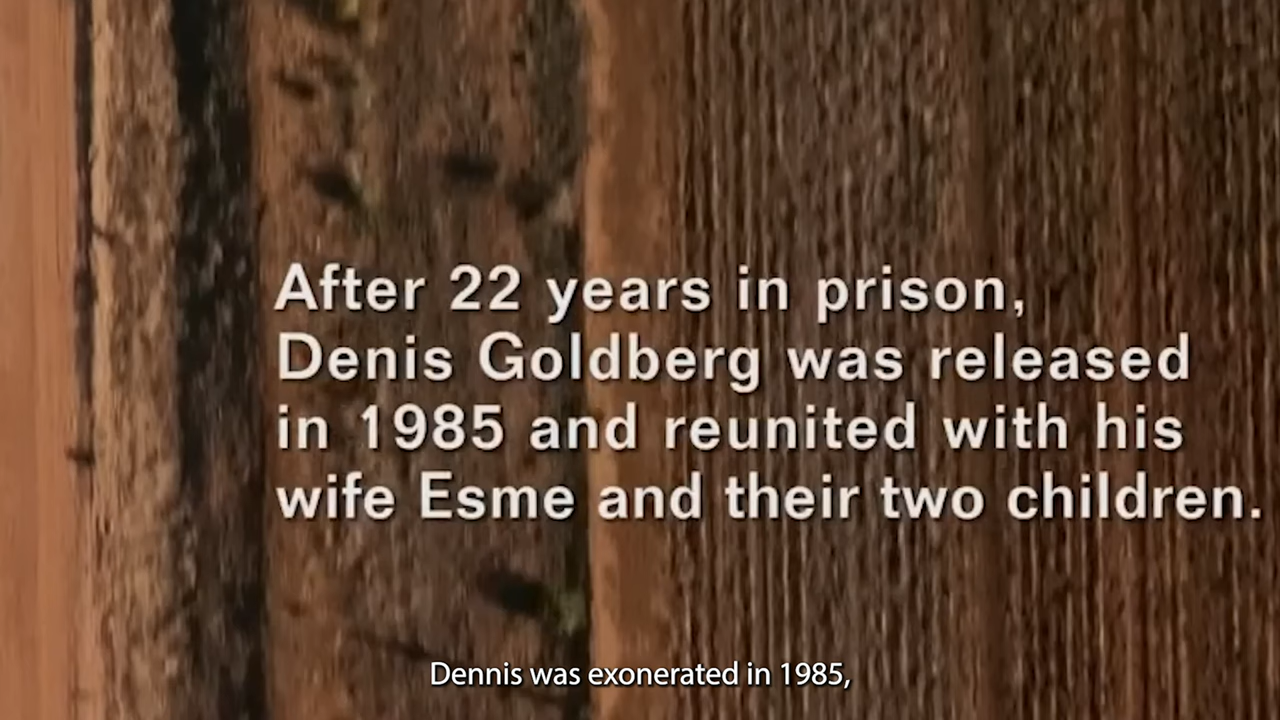 After 22 years in prison,
Denis Goldberg was released
in 1985 and reunited with his
wife Esme and their two children.
Dennis was exonerated in 1985,